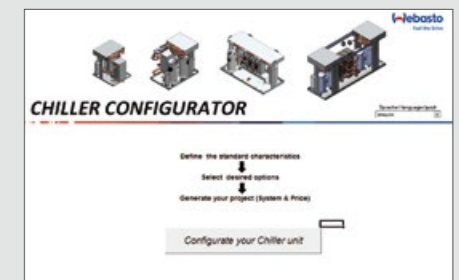 Webasto
Feel the Drive
CHILLER CONFIGURATOR
Define the standard characteristics
Select desired options
Generate your project (System & Price)
Configurate your Chiller unit